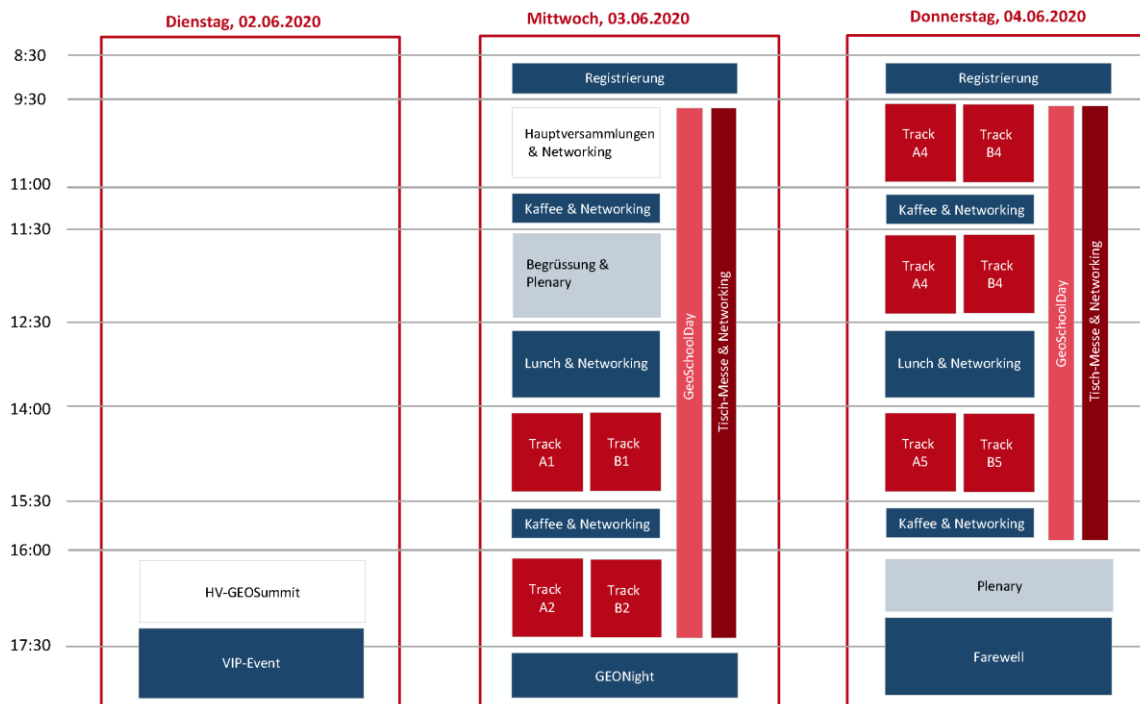 Dienstag, 02.06.2020
Mittwoch, 03.06.2020
Donnerstag, 04.06.2020
8:30
Registrierung
Registrierung
9:30
Hauptversammlungen
& Networking
Track
A4
Track
B4
11:00
Kaffee & Networking
Kaffee & Networking
11:30
Begrüssung &
Plenary
Track
A4
Track
B4
GeoSchoolDay
Tisch-Messe & Networking
GeoSchoolDay
Tisch-Messe & Networking
12:30
Lunch & Networking
Lunch & Networking
14:00
Track
A1
Track
B1
Track
A5
Track
B5
15:30
Kaffee & Networking
Kaffee & Networking
16:00
HV-GEOSummit
Track
A2
Track
B2
Plenary
17:30
VIP-Event
GEONight
Farewell